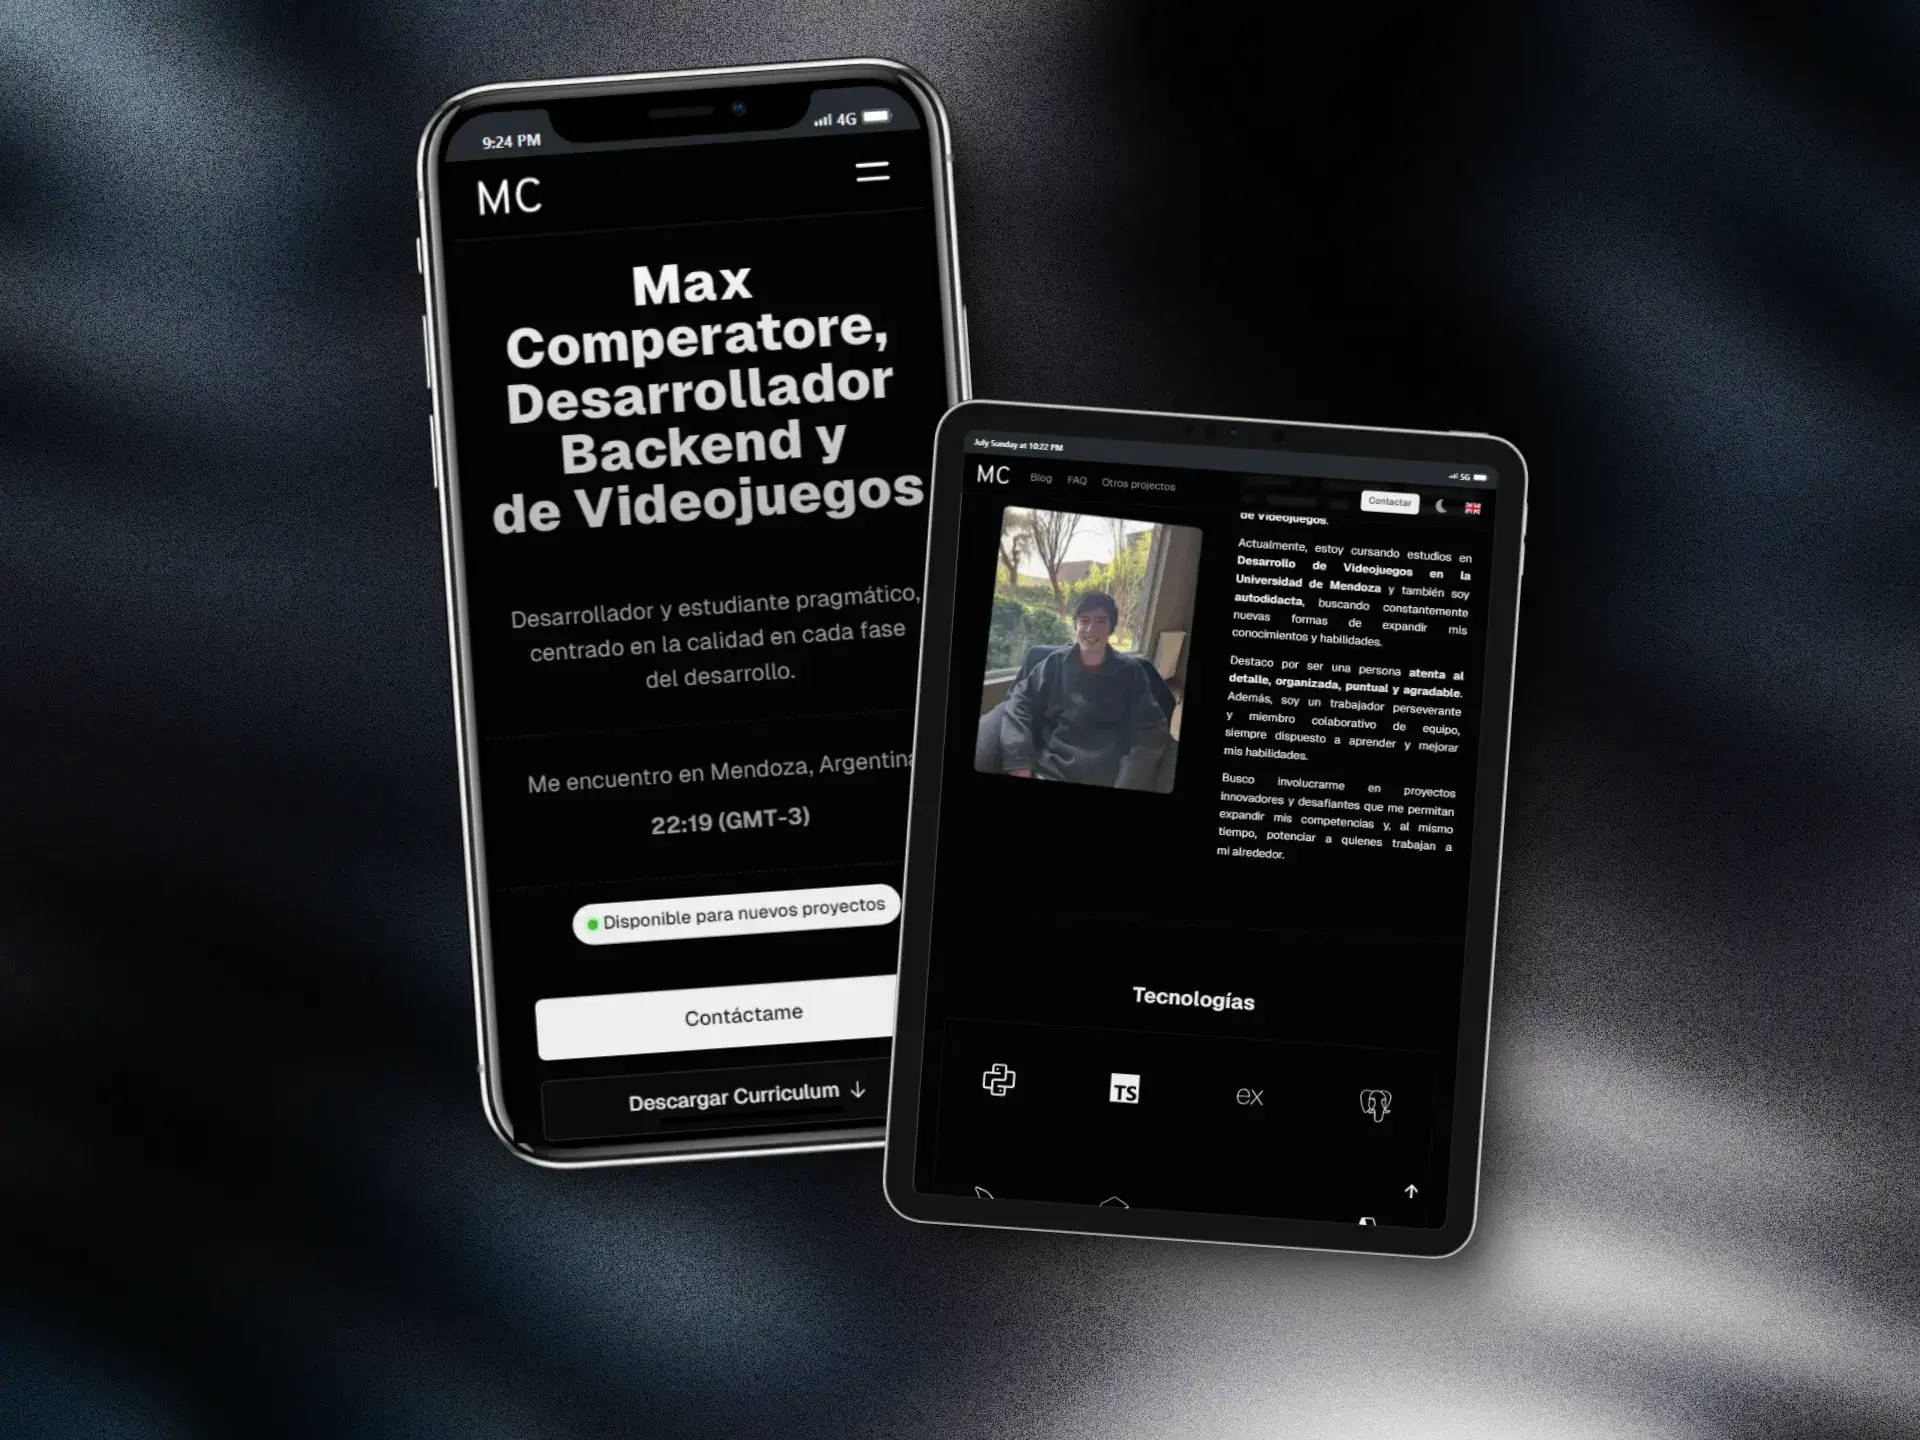 9:24 PM
4G
MC
Max
Comperatore,
Desarrollador
Backend y
de Videojuegos
Desarrollador y estudiante pragmático,
centrado en la calidad en cada fase
del desarrollo.
Me encuentro en Mendoza, Argentina
22:19 (GMT-3)
Disponible para nuevos proyectos
Contáctame
Descargar Curriculum ↓
July Sunday at 10:22 PM
5G
MC Blog FAQ Otros projectos Contactar
de Videojuegos.
Actualmente, estoy cursando estudios en
Desarrollo de Videojuegos en la
Universidad de Mendoza y también soy
autodidacta, buscando constantemente
nuevas formas de expandir mis
conocimientos y habilidades.
Destaco por ser una persona atenta al
detalle, organizada, puntual y agradable.
Además, soy un trabajador perseverante
y miembro colaborativo de equipo,
siempre dispuesto a aprender y mejorar
mis habilidades.
Busco involucrarme en proyectos
innovadores y desafiantes que me permitan
expandir mis competencias y, al mismo
tiempo, potenciar a quienes trabajan a
mi alrededor.
Tecnologías
TS
ex